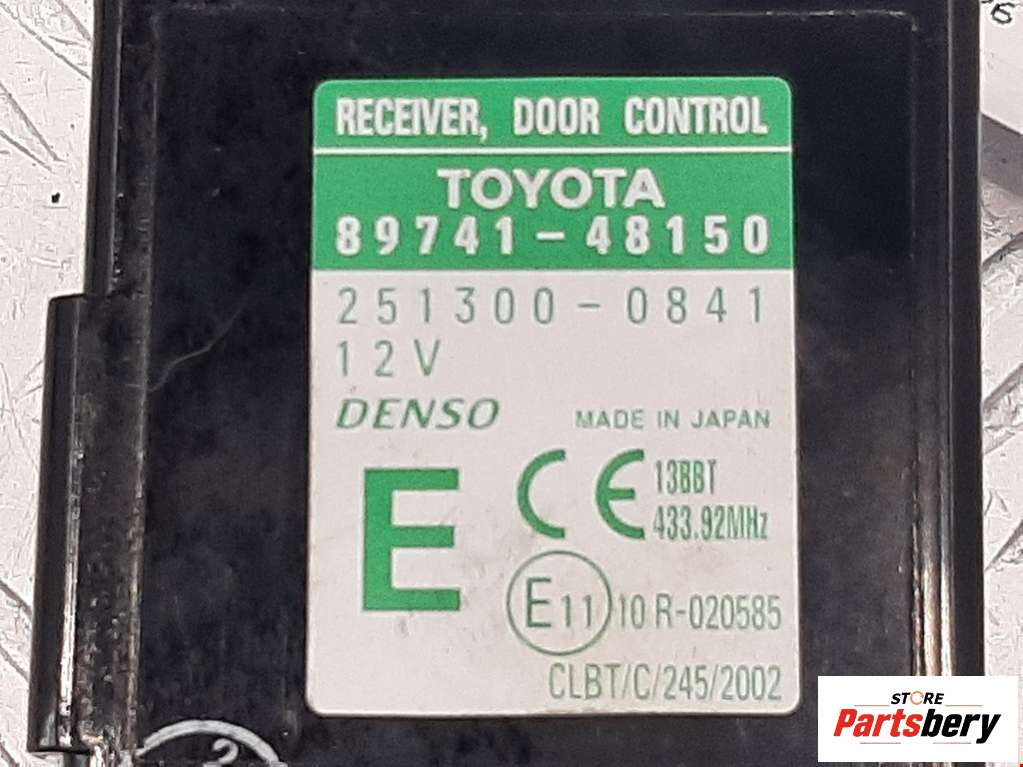 RECEIVER, DOOR CONTROL
TOYOTA
89741-48150
251300-0841
12V
DENSO MADE IN JAPAN
E CE 13BBT
433.92MHz
E11 10 R-020585
CLBT/C/245/2002
2
STORE
Partsbery